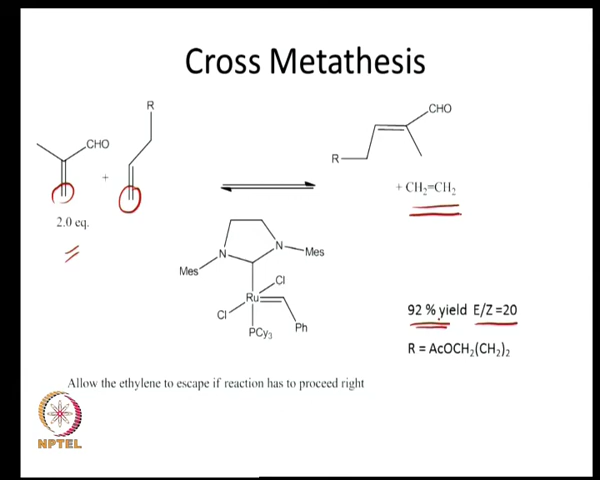 Cross Metathesis
R
CHO
CHO
+
R
+ CH₂=CH₂
2.0 eq.
N
N
Mes
Mes
Cl
Ru
Cl
PCy₃
Ph
92 % yield E/Z =20
R = AcOCH₂(CH₂)₂
Allow the ethylene to escape if reaction has to proceed right
NPTEL